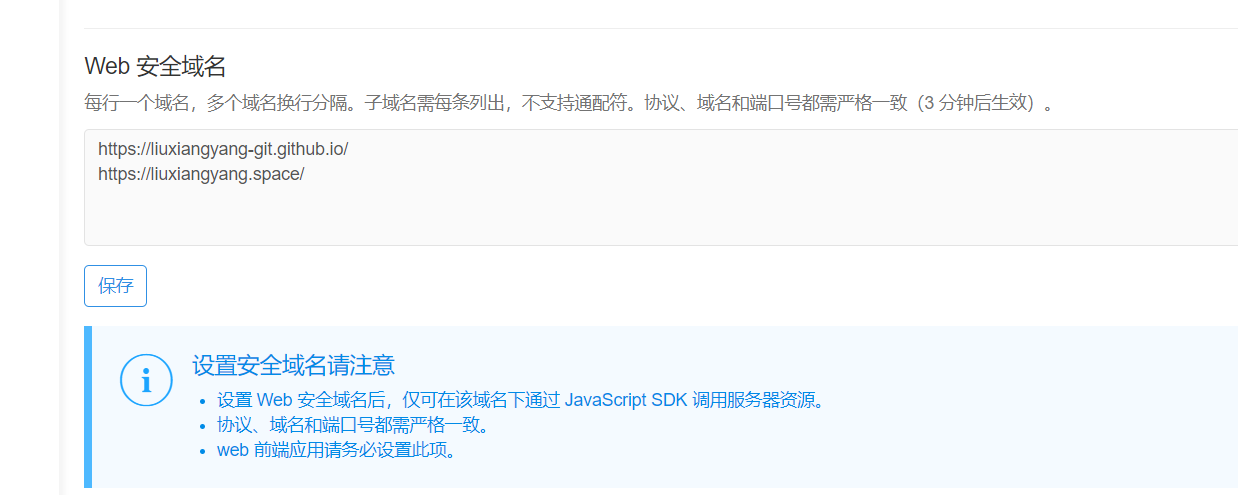 Web 安全域名
每行一个域名，多个域名换行分隔。子域名需每条列出，不支持通配符。协议、域名和端口号都需严格一致（3 分钟后生效）。
https://liuxiangyang-git.github.io/
https://liuxiangyang.space/
保存
设置安全域名请注意
• 设置 Web 安全域名后，仅可在该域名下通过 JavaScript SDK 调用服务器资源。
• 协议、域名和端口号都需严格一致。
• web 前端应用请务必设置此项。